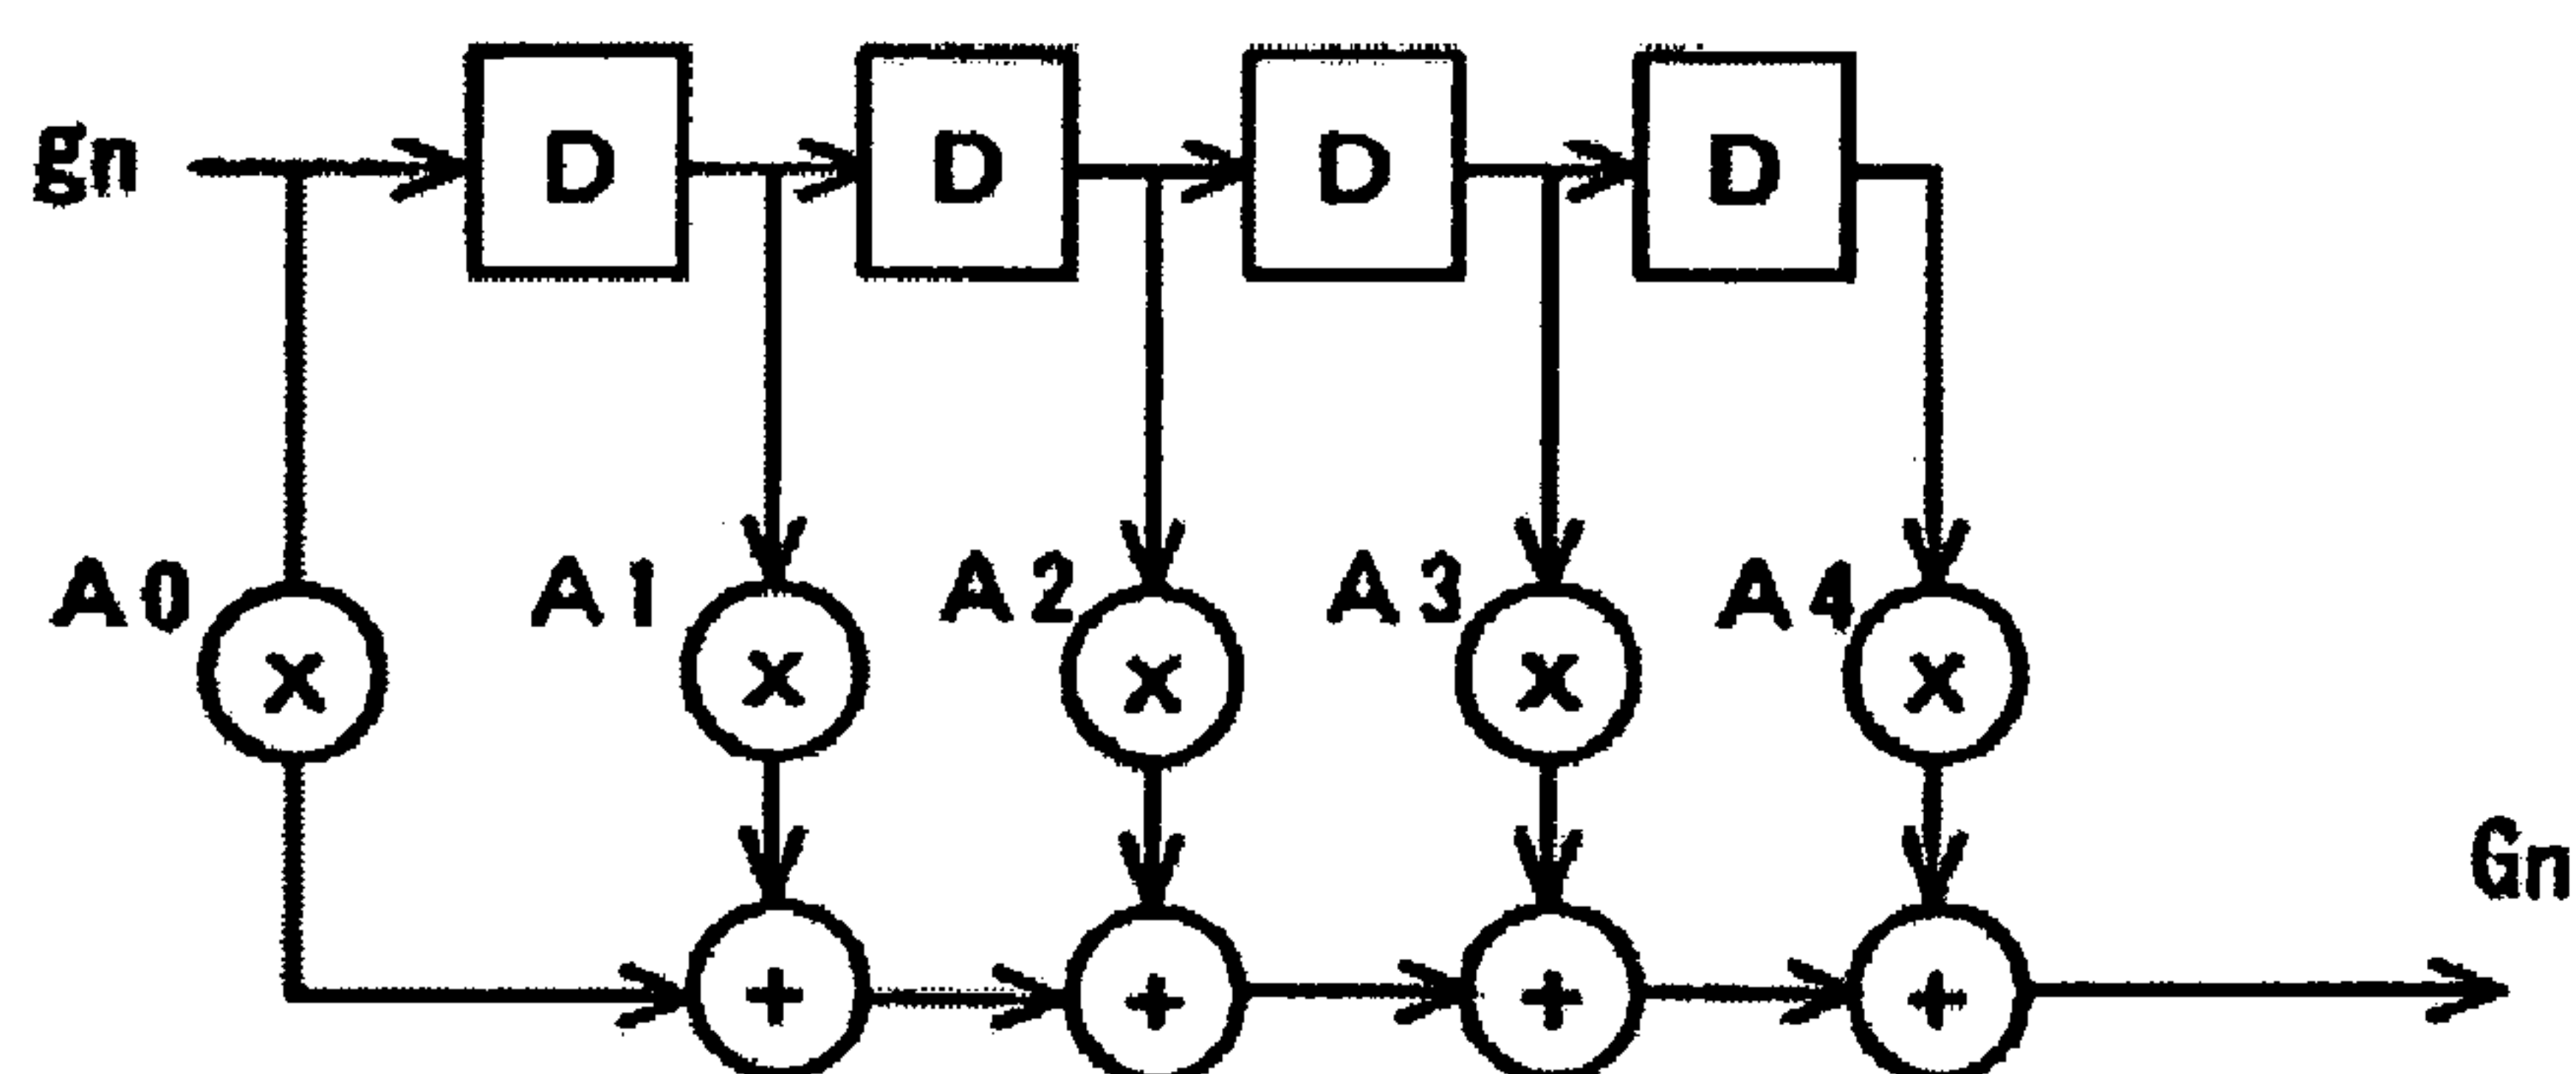 gn
D D D D
A0 A1 A2 A3 A4
× × × × ×
Gn
+ + + +